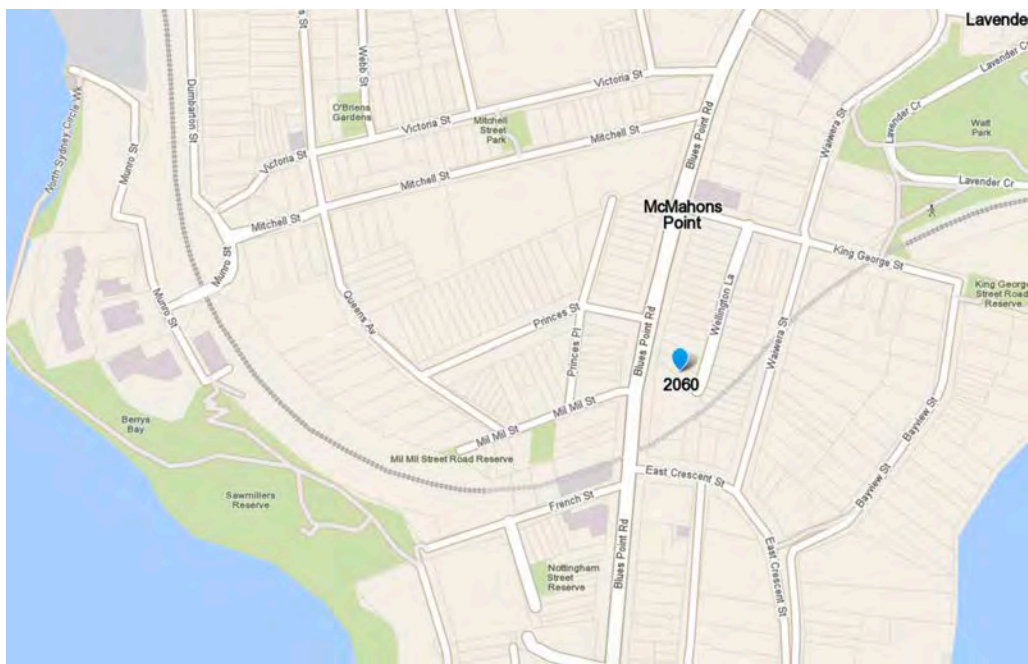 Lavende
Lavender Cr
Lavender Cr
Lavender Cr
Watt
Park
s St
Webb St
Dumbarton St
O'Briens
Gardens
Victoria St
Victoria St
Victoria St
Mitchell
Street
Park
Mitchell St
Mitchell St
Mitchell St
Blues Point Rd
Waiwera St
North Sydney Circle Wk
Munro St
Munro St
Munro St
McMahons
Point
King George St
King George
Street Road
Reserve
Queens Av
Princes St
Princes Pl
Blues Point Rd
Wellington La
Waiwera St
2060
Bayview St
Bayview St
Mil Mil St
Mil Mil St
Mil Mil Street Road Reserve
Berrys
Bay
Sawmillers
Reserve
French St
East Crescent St
East Crescent St
Blues Point Rd
Nottingham
Street
Reserve